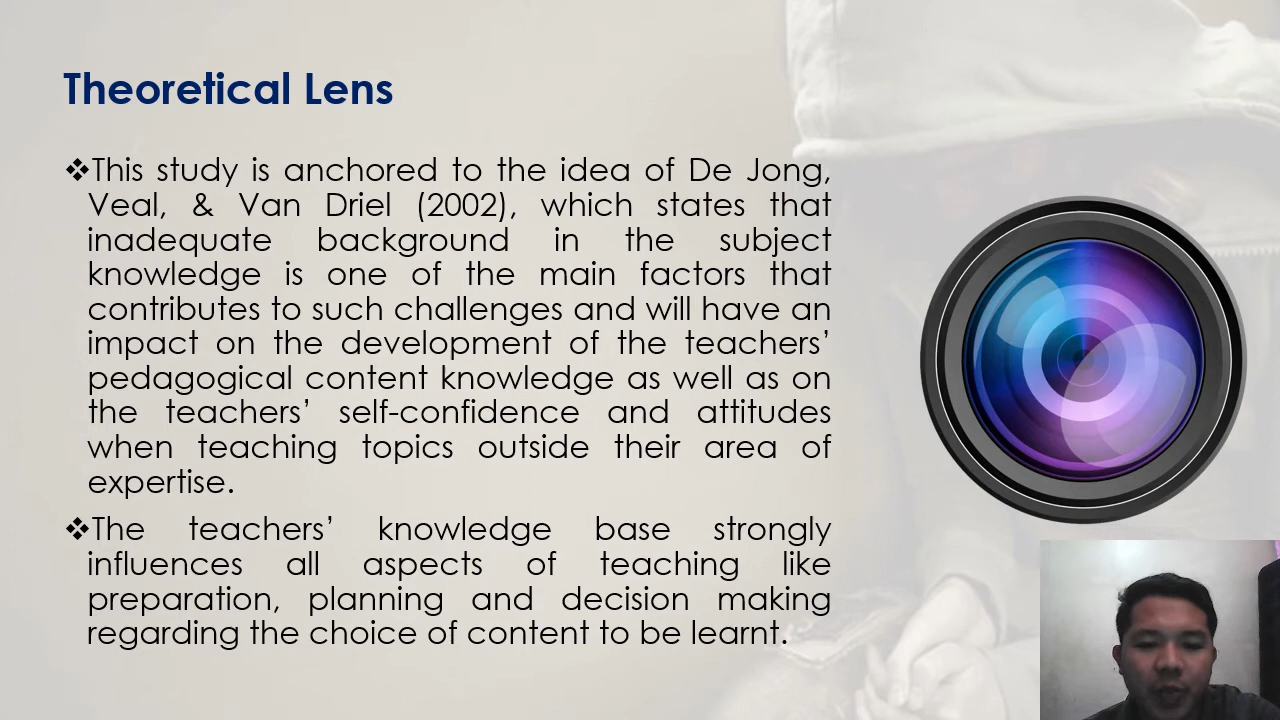 Theoretical Lens
❖This study is anchored to the idea of De Jong,
Veal, & Van Driel (2002), which states that
inadequate background in the subject
knowledge is one of the main factors that
contributes to such challenges and will have an
impact on the development of the teachers’
pedagogical content knowledge as well as on
the teachers’ self-confidence and attitudes
when teaching topics outside their area of
expertise.
❖The teachers’ knowledge base strongly
influences all aspects of teaching like
preparation, planning and decision making
regarding the choice of content to be learnt.